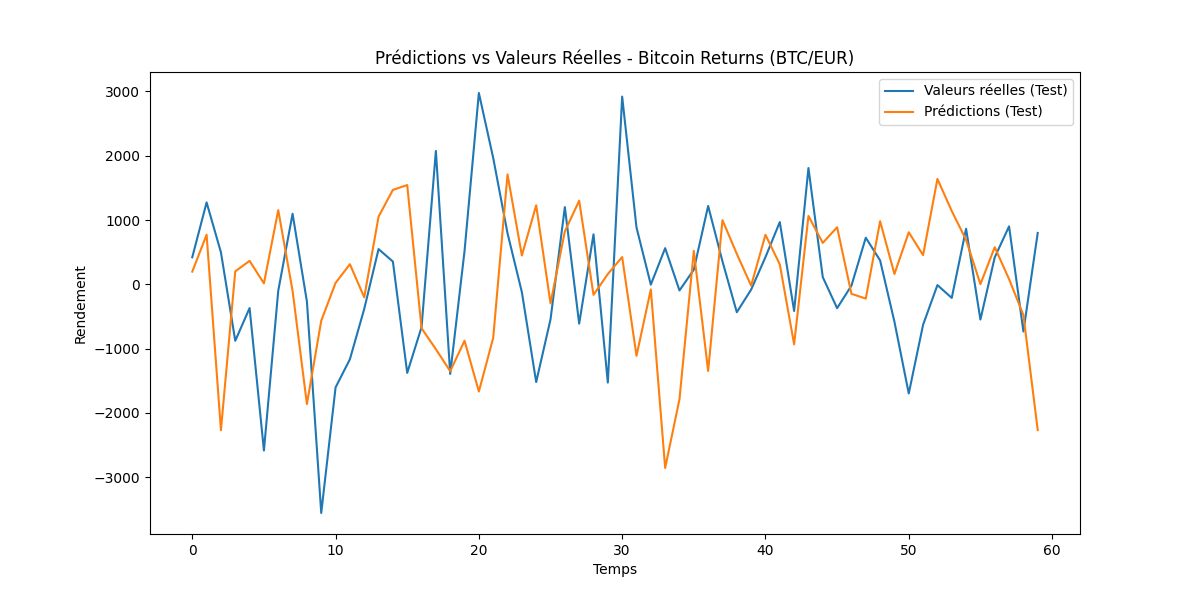 Prédictions vs Valeurs Réelles - Bitcoin Returns (BTC/EUR)
Valeurs réelles (Test)
Prédictions (Test)
Rendement
3000
2000
1000
0
−1000
−2000
−3000
0 10 20 30 40 50 60
Temps